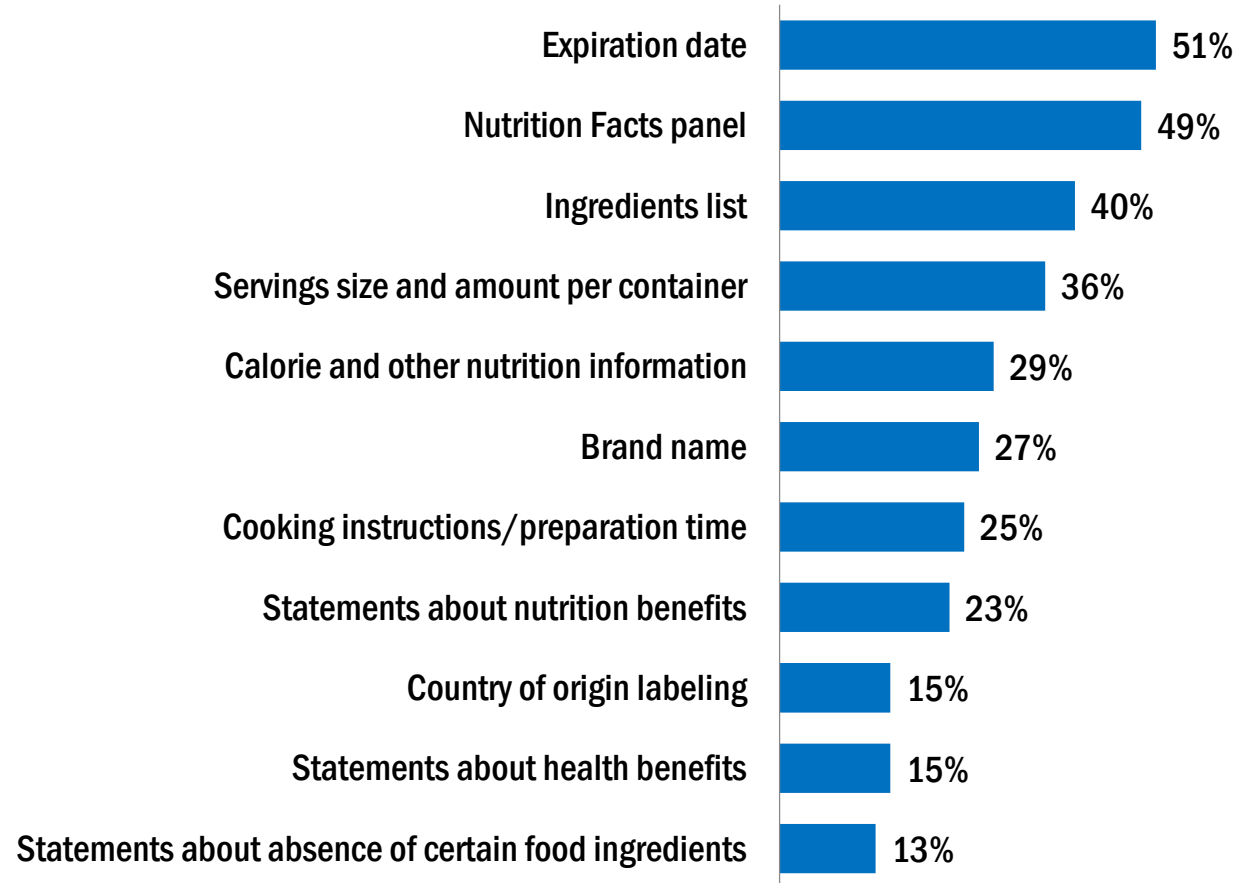 Expiration date 51%
Nutrition Facts panel 49%
Ingredients list 40%
Servings size and amount per container 36%
Calorie and other nutrition information 29%
Brand name 27%
Cooking instructions/preparation time 25%
Statements about nutrition benefits 23%
Country of origin labeling 15%
Statements about health benefits 15%
Statements about absence of certain food ingredients 13%